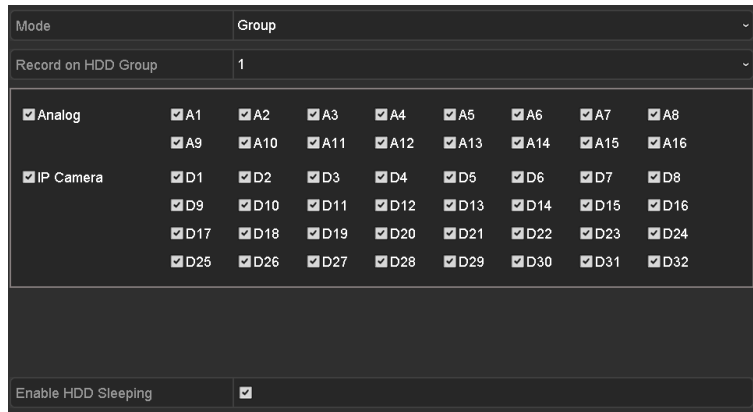 Mode Group
Record on HDD Group 1
Analog A1 A2 A3 A4 A5 A6 A7 A8
A9 A10 A11 A12 A13 A14 A15 A16
IP Camera D1 D2 D3 D4 D5 D6 D7 D8
D9 D10 D11 D12 D13 D14 D15 D16
D17 D18 D19 D20 D21 D22 D23 D24
D25 D26 D27 D28 D29 D30 D31 D32
Enable HDD Sleeping